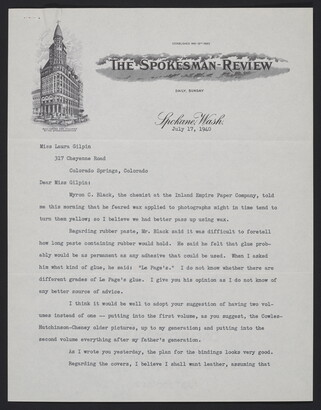 THE SPOKESMAN-REVIEW
DAILY, SUNDAY
Spokane, Wash.
July 17, 1940
Miss Laura Gilpin
317 Cheyenne Road
Colorado Springs, Colorado
Dear Miss Gilpin:
Myron C. Black, the chemist at the Inland Empire Paper Company, told
me this morning that he feared wax applied to photographs might in time tend to
turn them yellow; so I believe we had better pass up using wax.
Regarding rubber paste, Mr. Black said it was difficult to foretell
how long pasts containing rubber would hold. He said he felt that glue prob-
ably would be as permanent as any adhesive that could be used. When I asked
him what kind of glue, he said: "Le Page's." I do not know whether there are
different grades of Le Page's glue. I give you his opinion as I do not know of
any better source of advice.
I think it would be well to adopt your suggestion of having two vol-
umes instead of one -- putting into the first volume, as you suggest, the Cowles-
Hutchinson-Cheney older pictures, up to my generation; and putting into the
second volume everything after my father's generation.
As I wrote you yesterday, the plan for the bindings looks very good.
Regarding the covers, I believe I shall want leather, assuming that